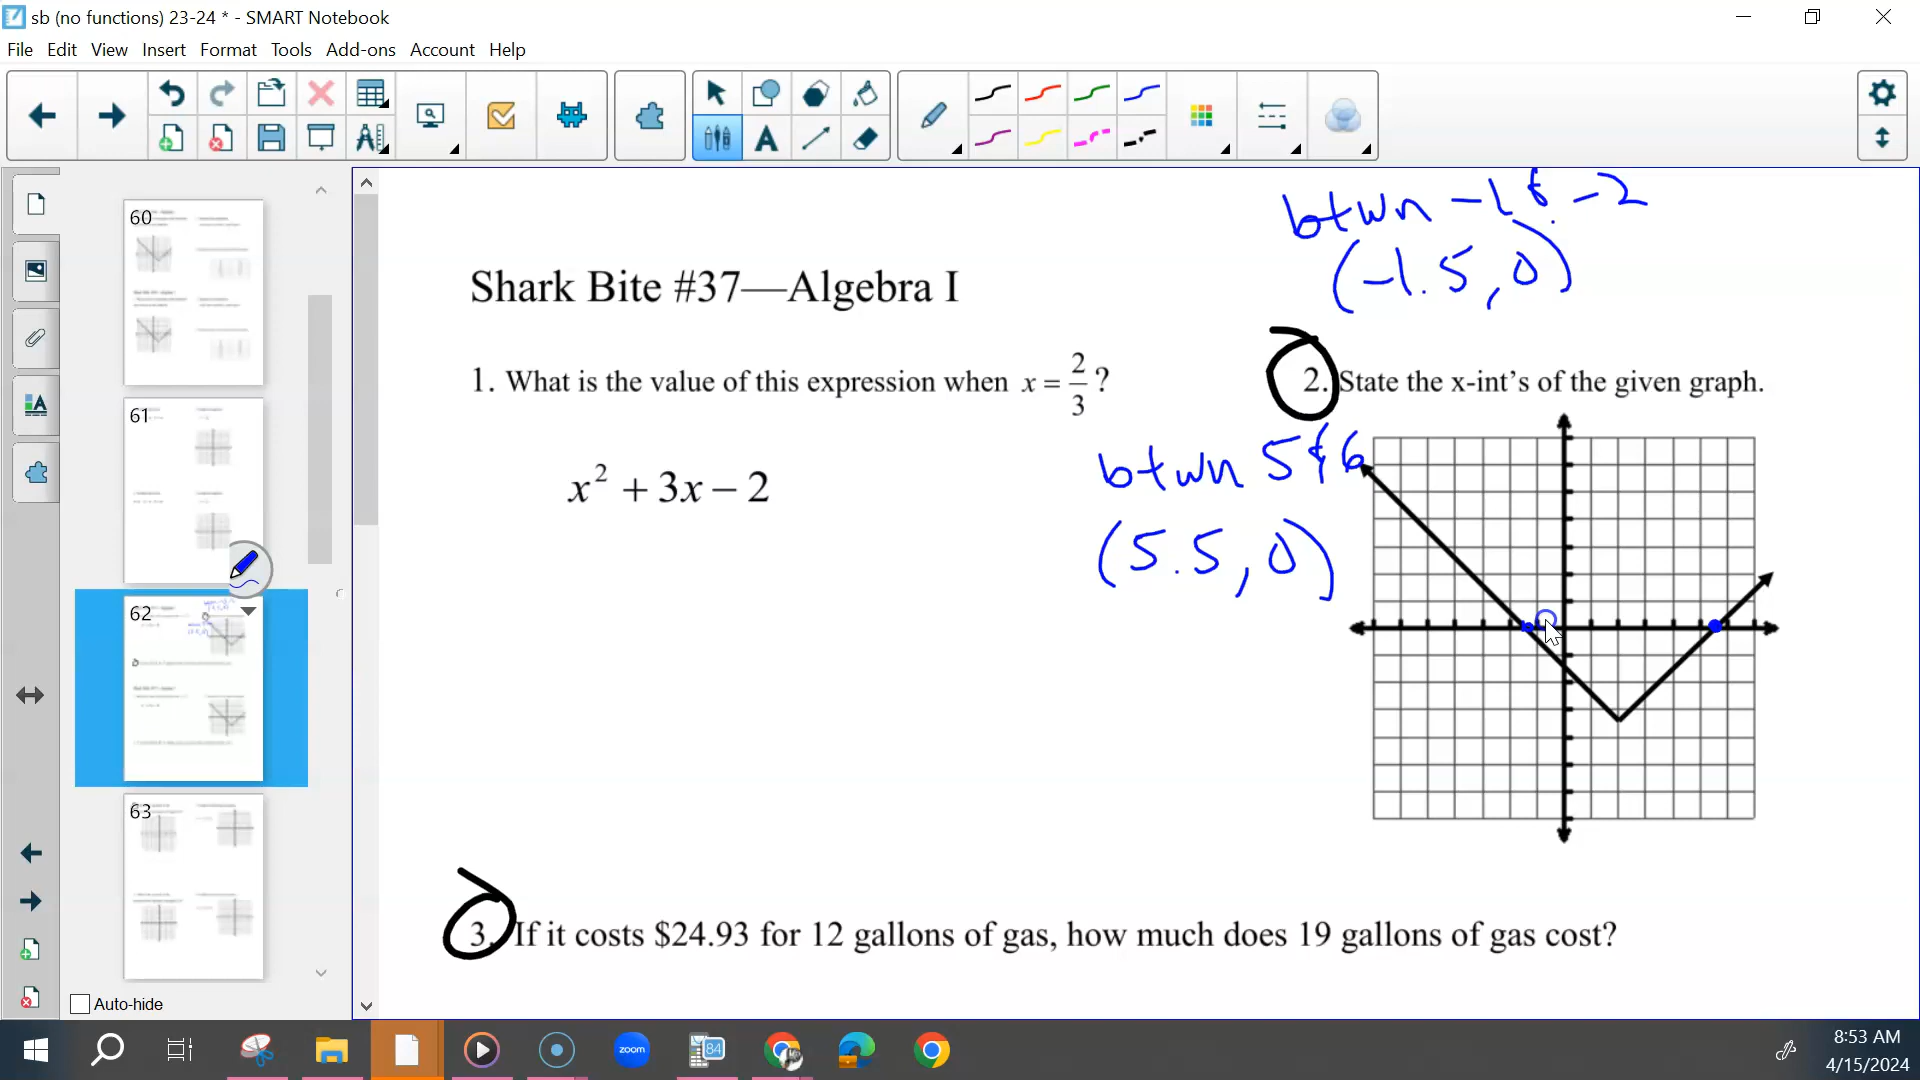 sb (no functions) 23-24 * - SMART Notebook
File Edit View Insert Format Tools Add-ons Account Help
60
61
62
63
Auto-hide
btwn -1 & -2
(-1.5, 0)
Shark Bite #37—Algebra I
1. What is the value of this expression when x = 2/3 ?
2. State the x-int's of the given graph.
x² + 3x – 2
btwn 5 & 6
(5.5, 0)
3. If it costs $24.93 for 12 gallons of gas, how much does 19 gallons of gas cost?
zoom
84
8:53 AM
4/15/2024